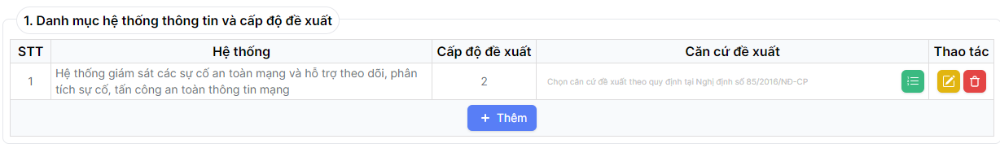 1. Danh mục hệ thống thông tin và cấp độ đề xuất
STT Hệ thống Cấp độ đề xuất Căn cứ đề xuất Thao tác
1 Hệ thống giám sát các sự cố an toàn mạng và hỗ trợ theo dõi, phân
tích sự cố, tấn công an toàn thông tin mạng
2
Chọn căn cứ đề xuất theo quy định tại Nghị định số 85/2016/NĐ-CP
+ Thêm